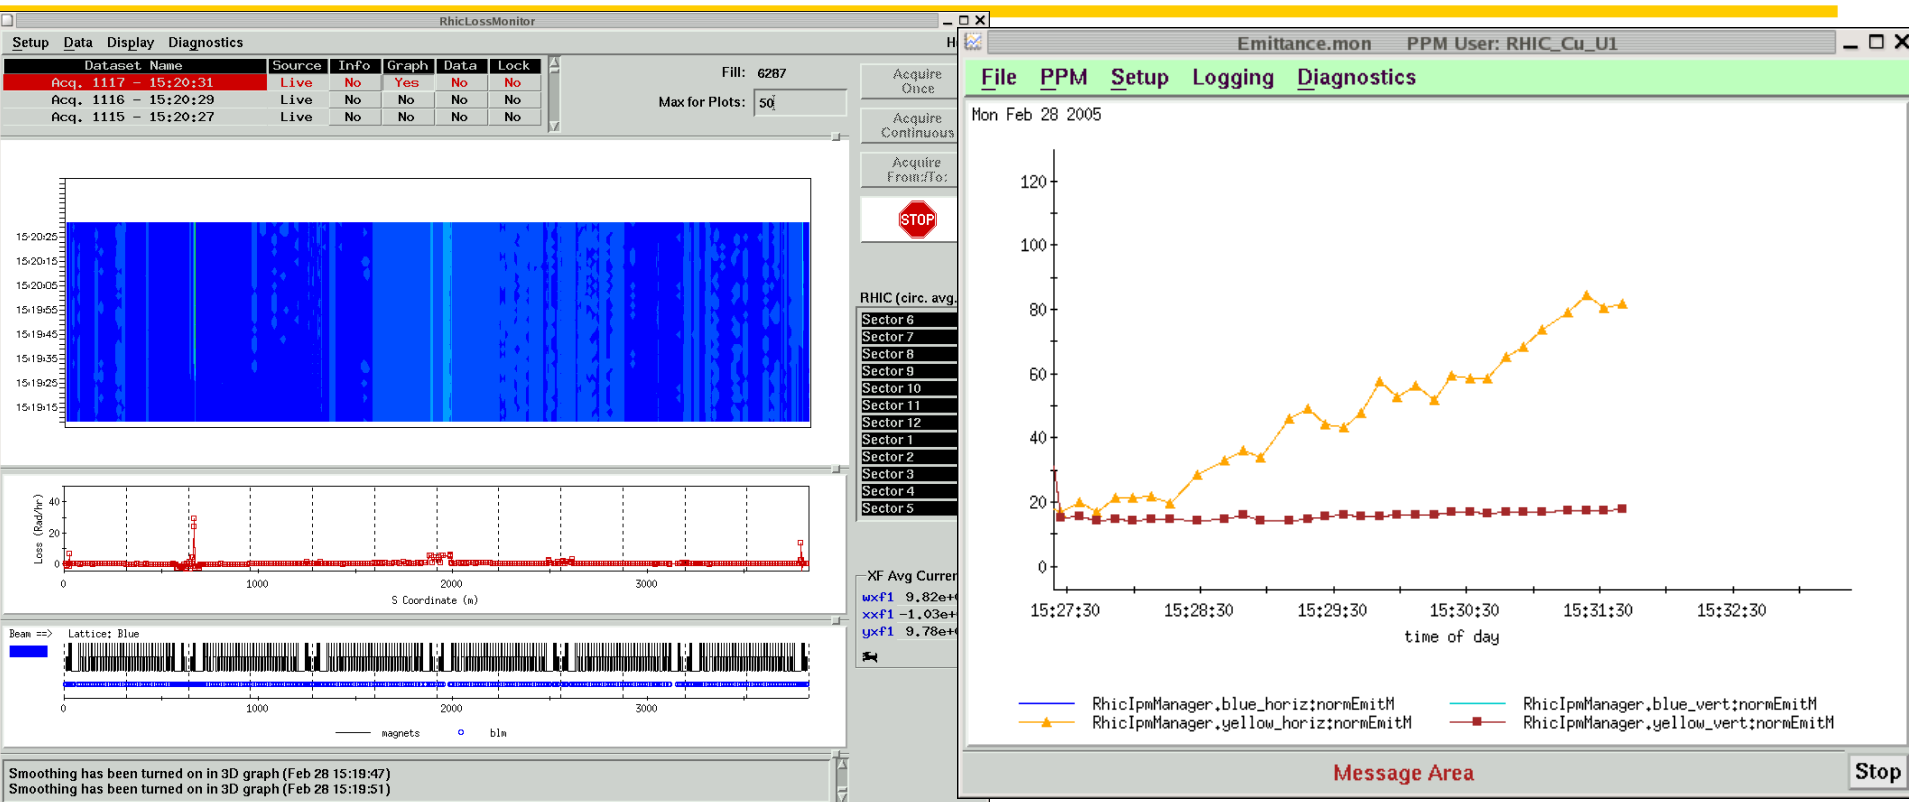 RhicLossMonitor
Setup Data Display Diagnostics H
Dataset Name Source Info Graph Data Lock
Acq. 1117 - 15:20:31 Live No Yes No No
Acq. 1116 - 15:20:29 Live No No No No
Acq. 1115 - 15:20:27 Live No No No No
Fill: 6287
Max for Plots: 50
Acquire
Once
Acquire
Continuous
Acquire
From:/To:
STOP
15:20:25
15:20:15
15:20:05
15:19:55
15:19:45
15:19:35
15:19:25
15:19:15
RHIC (circ. avg.
Sector 6
Sector 7
Sector 8
Sector 9
Sector 10
Sector 11
Sector 12
Sector 1
Sector 2
Sector 3
Sector 4
Sector 5
Loss (Rad/hr)
40
20
0
0 1000 2000 3000
S Coordinate (m)
XF Avg Curren
wxf1 9.82e+
xxf1 -1.03e+
yxf1 9.78e+
Beam ==> Lattice: Blue
0 1000 2000 3000
magnets blm
Smoothing has been turned on in 3D graph (Feb 28 15:19:47)
Smoothing has been turned on in 3D graph (Feb 28 15:19:51)
Emittance.mon PPM User: RHIC_Cu_U1
File PPM Setup Logging Diagnostics
Mon Feb 28 2005
120
100
80
60
40
20
0
15:27:30 15:28:30 15:29:30 15:30:30 15:31:30 15:32:30
time of day
RhicIpmManager.blue_horiz:normEmitM RhicIpmManager.blue_vert:normEmitM
RhicIpmManager.yellow_horiz:normEmitM RhicIpmManager.yellow_vert:normEmitM
Message Area
Stop